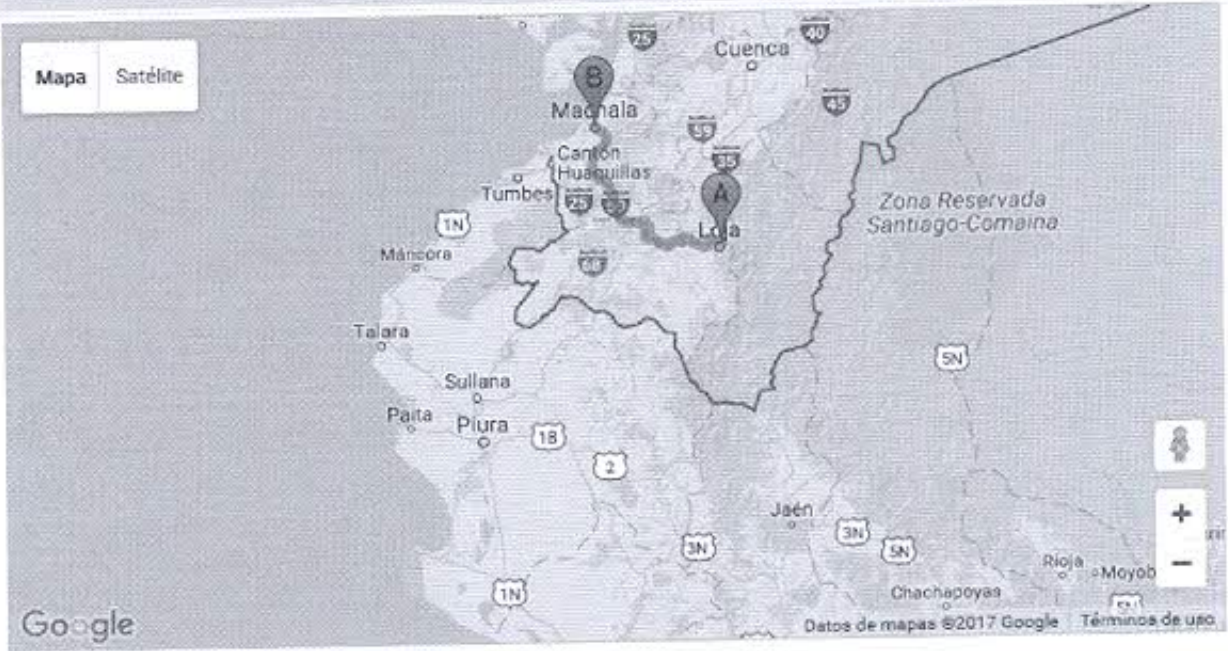 Mapa Satélite
25
40
Cuenca
B
Machala
45
59
35
Cantón
Huaquillas
A
Tumbes
25
Zona Reservada
Santiago-Comaina
1N
Loja
Máncora
68
Talara
5N
Sullana
Paita
Piura
18
2
Jaén
3N
3N
5N
Rioja
Moyob
1N
Chachapoyas
5N
Google
Datos de mapas ©2017 Google Términos de uso